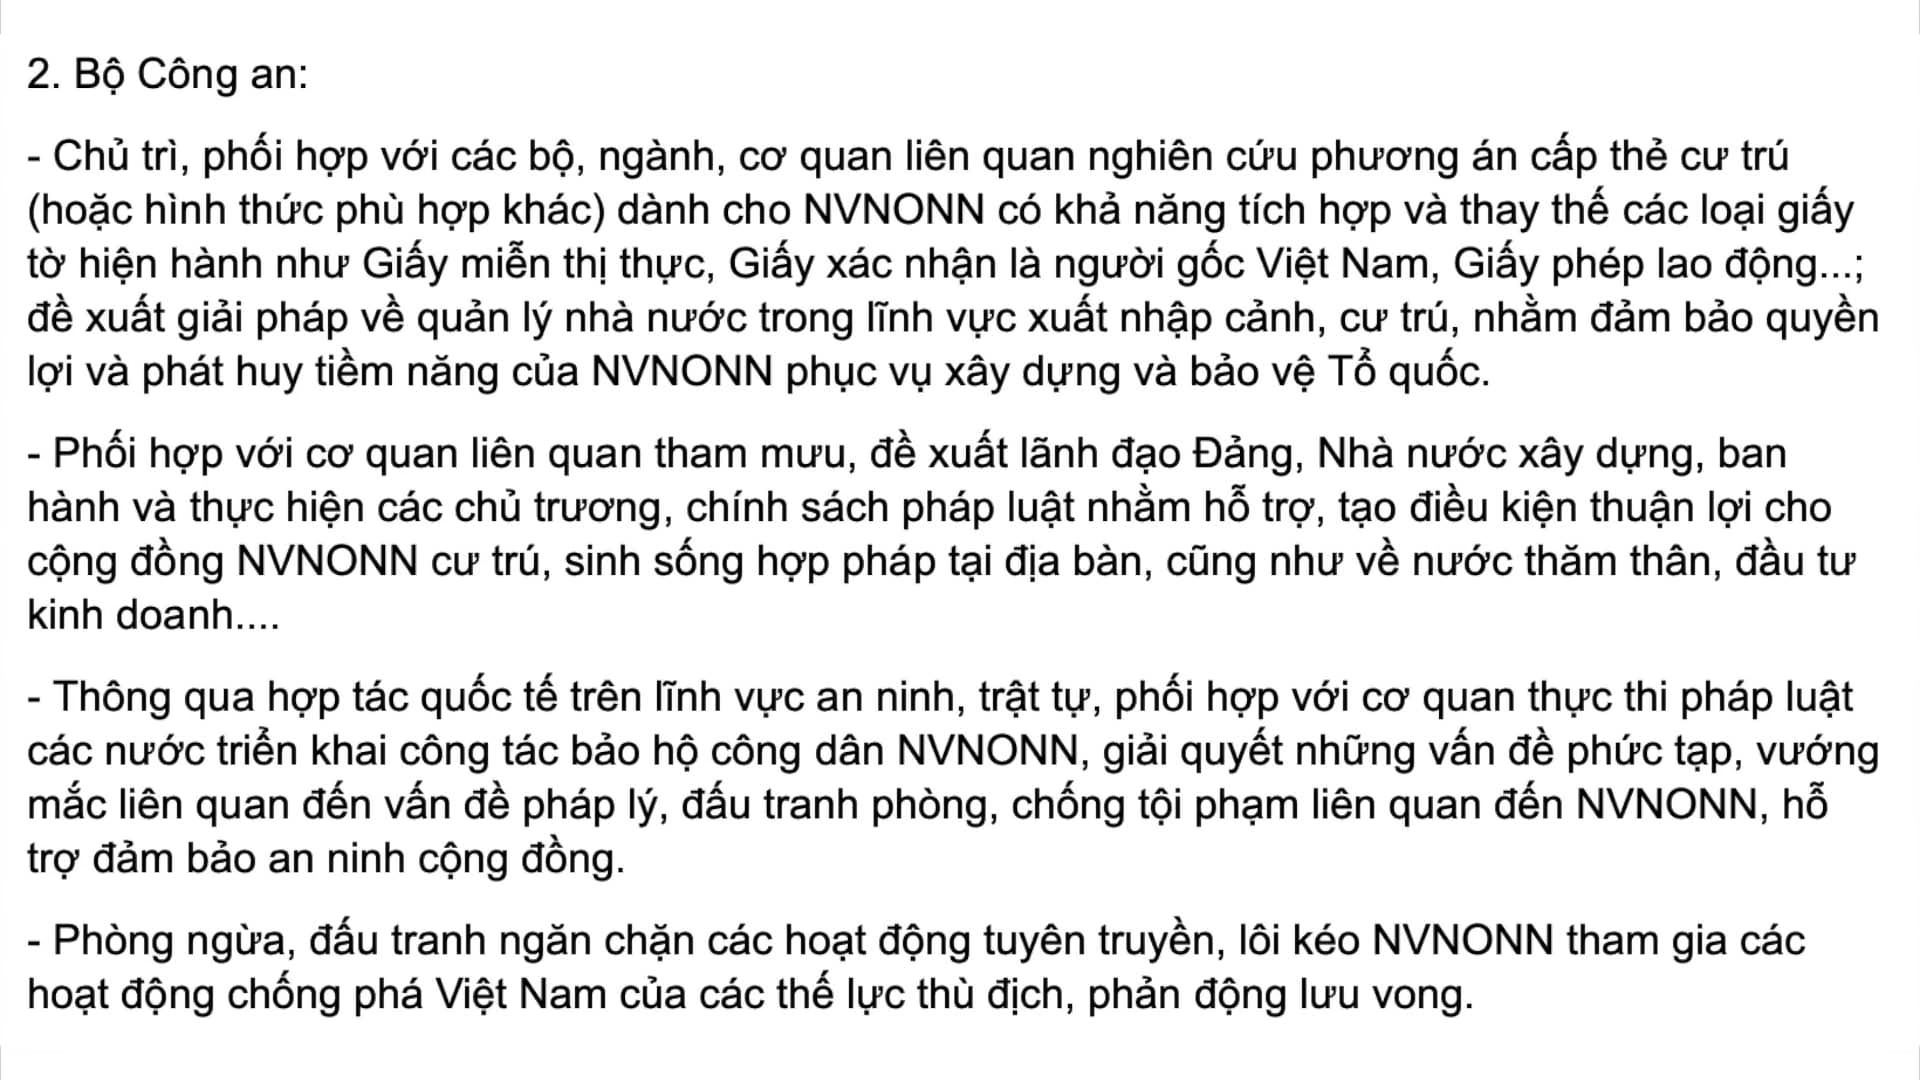 2. Bộ Công an:
- Chủ trì, phối hợp với các bộ, ngành, cơ quan liên quan nghiên cứu phương án cấp thẻ cư trú
(hoặc hình thức phù hợp khác) dành cho NVNONN có khả năng tích hợp và thay thế các loại giấy
tờ hiện hành như Giấy miễn thị thực, Giấy xác nhận là người gốc Việt Nam, Giấy phép lao động...;
đề xuất giải pháp về quản lý nhà nước trong lĩnh vực xuất nhập cảnh, cư trú, nhằm đảm bảo quyền
lợi và phát huy tiềm năng của NVNONN phục vụ xây dựng và bảo vệ Tổ quốc.
- Phối hợp với cơ quan liên quan tham mưu, đề xuất lãnh đạo Đảng, Nhà nước xây dựng, ban
hành và thực hiện các chủ trương, chính sách pháp luật nhằm hỗ trợ, tạo điều kiện thuận lợi cho
cộng đồng NVNONN cư trú, sinh sống hợp pháp tại địa bàn, cũng như về nước thăm thân, đầu tư
kinh doanh....
- Thông qua hợp tác quốc tế trên lĩnh vực an ninh, trật tự, phối hợp với cơ quan thực thi pháp luật
các nước triển khai công tác bảo hộ công dân NVNONN, giải quyết những vấn đề phức tạp, vướng
mắc liên quan đến vấn đề pháp lý, đấu tranh phòng, chống tội phạm liên quan đến NVNONN, hỗ
trợ đảm bảo an ninh cộng đồng.
- Phòng ngừa, đấu tranh ngăn chặn các hoạt động tuyên truyền, lôi kéo NVNONN tham gia các
hoạt động chống phá Việt Nam của các thế lực thù địch, phản động lưu vong.